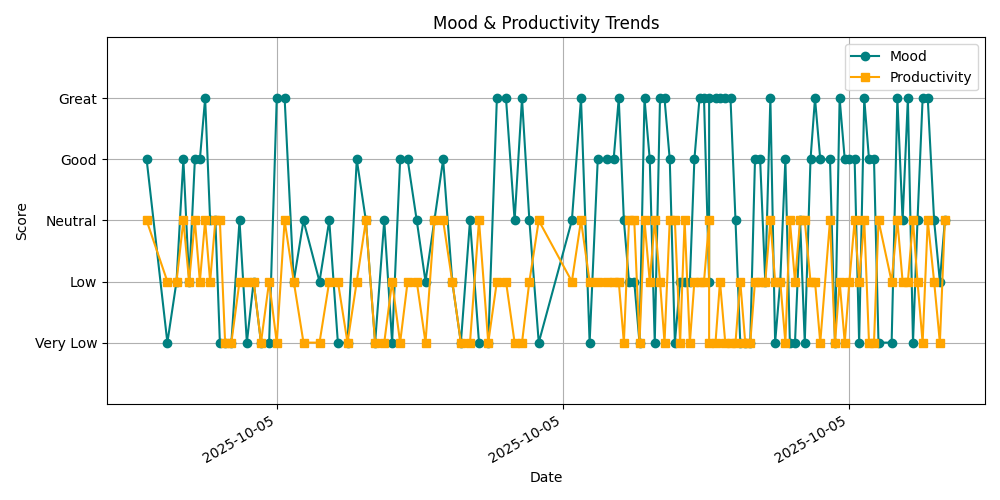 Mood & Productivity Trends
Mood
Productivity
Great
Good
Neutral
Low
Very Low
Score
2025-10-05
2025-10-05
2025-10-05
Date